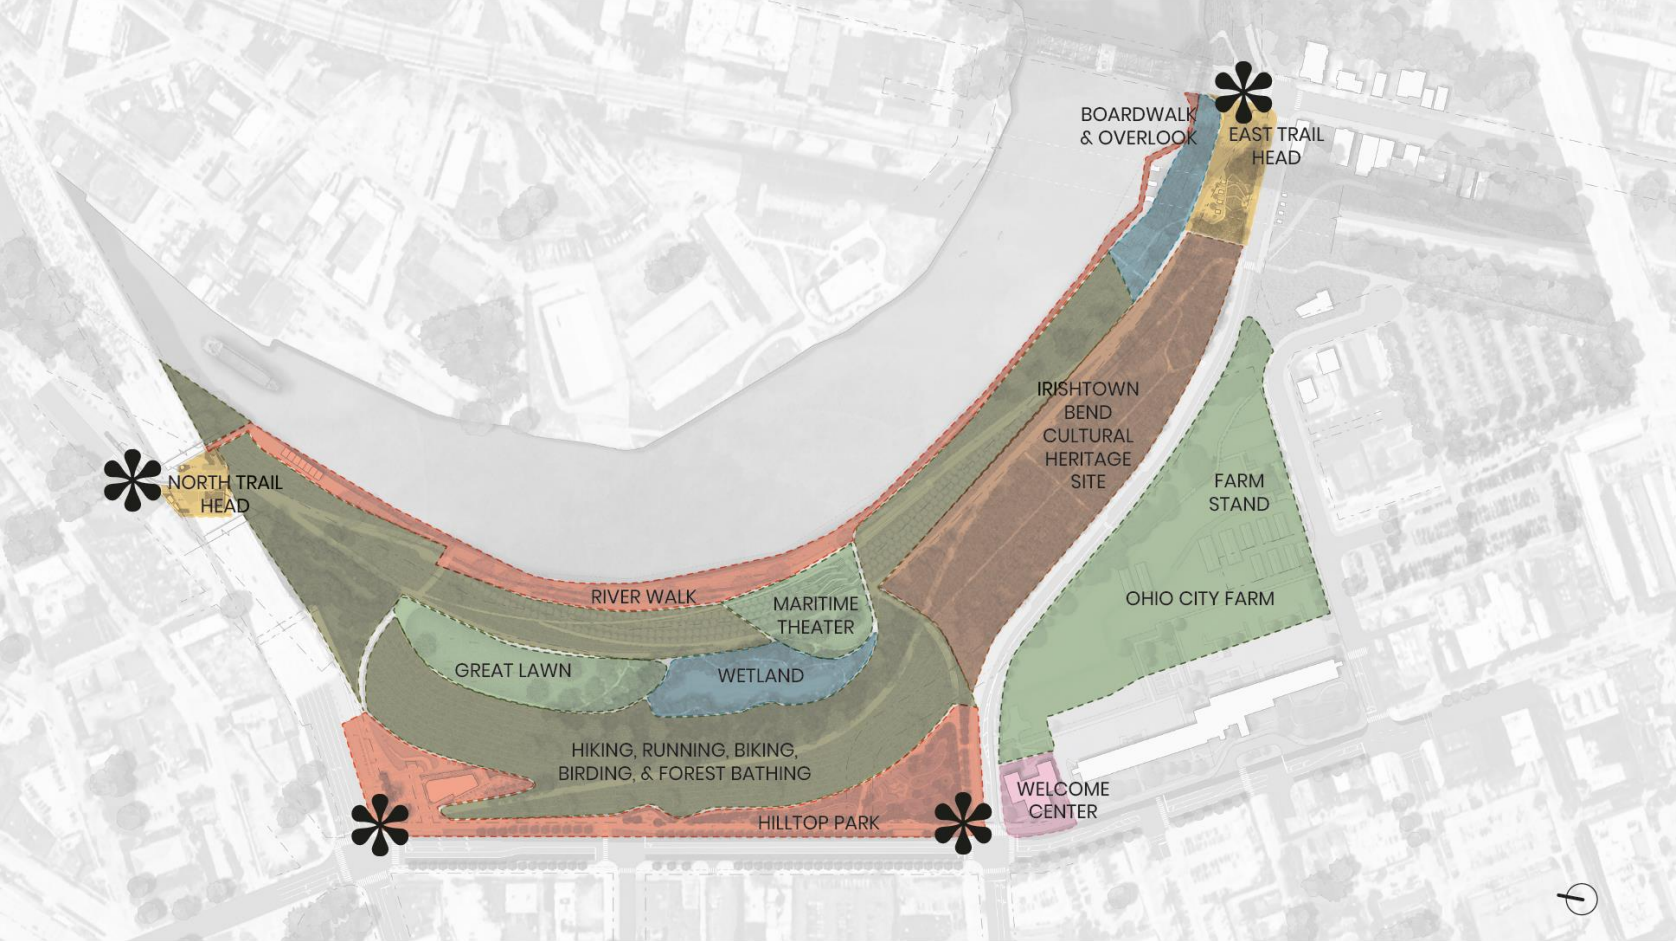 BOARDWALK
& OVERLOOK
EAST TRAIL
HEAD
IRISHTOWN
BEND
CULTURAL
HERITAGE
SITE
NORTH TRAIL
HEAD
FARM
STAND
RIVER WALK
MARITIME
THEATER
OHIO CITY FARM
GREAT LAWN
WETLAND
HIKING, RUNNING, BIKING,
BIRDING, & FOREST BATHING
WELCOME
CENTER
HILLTOP PARK